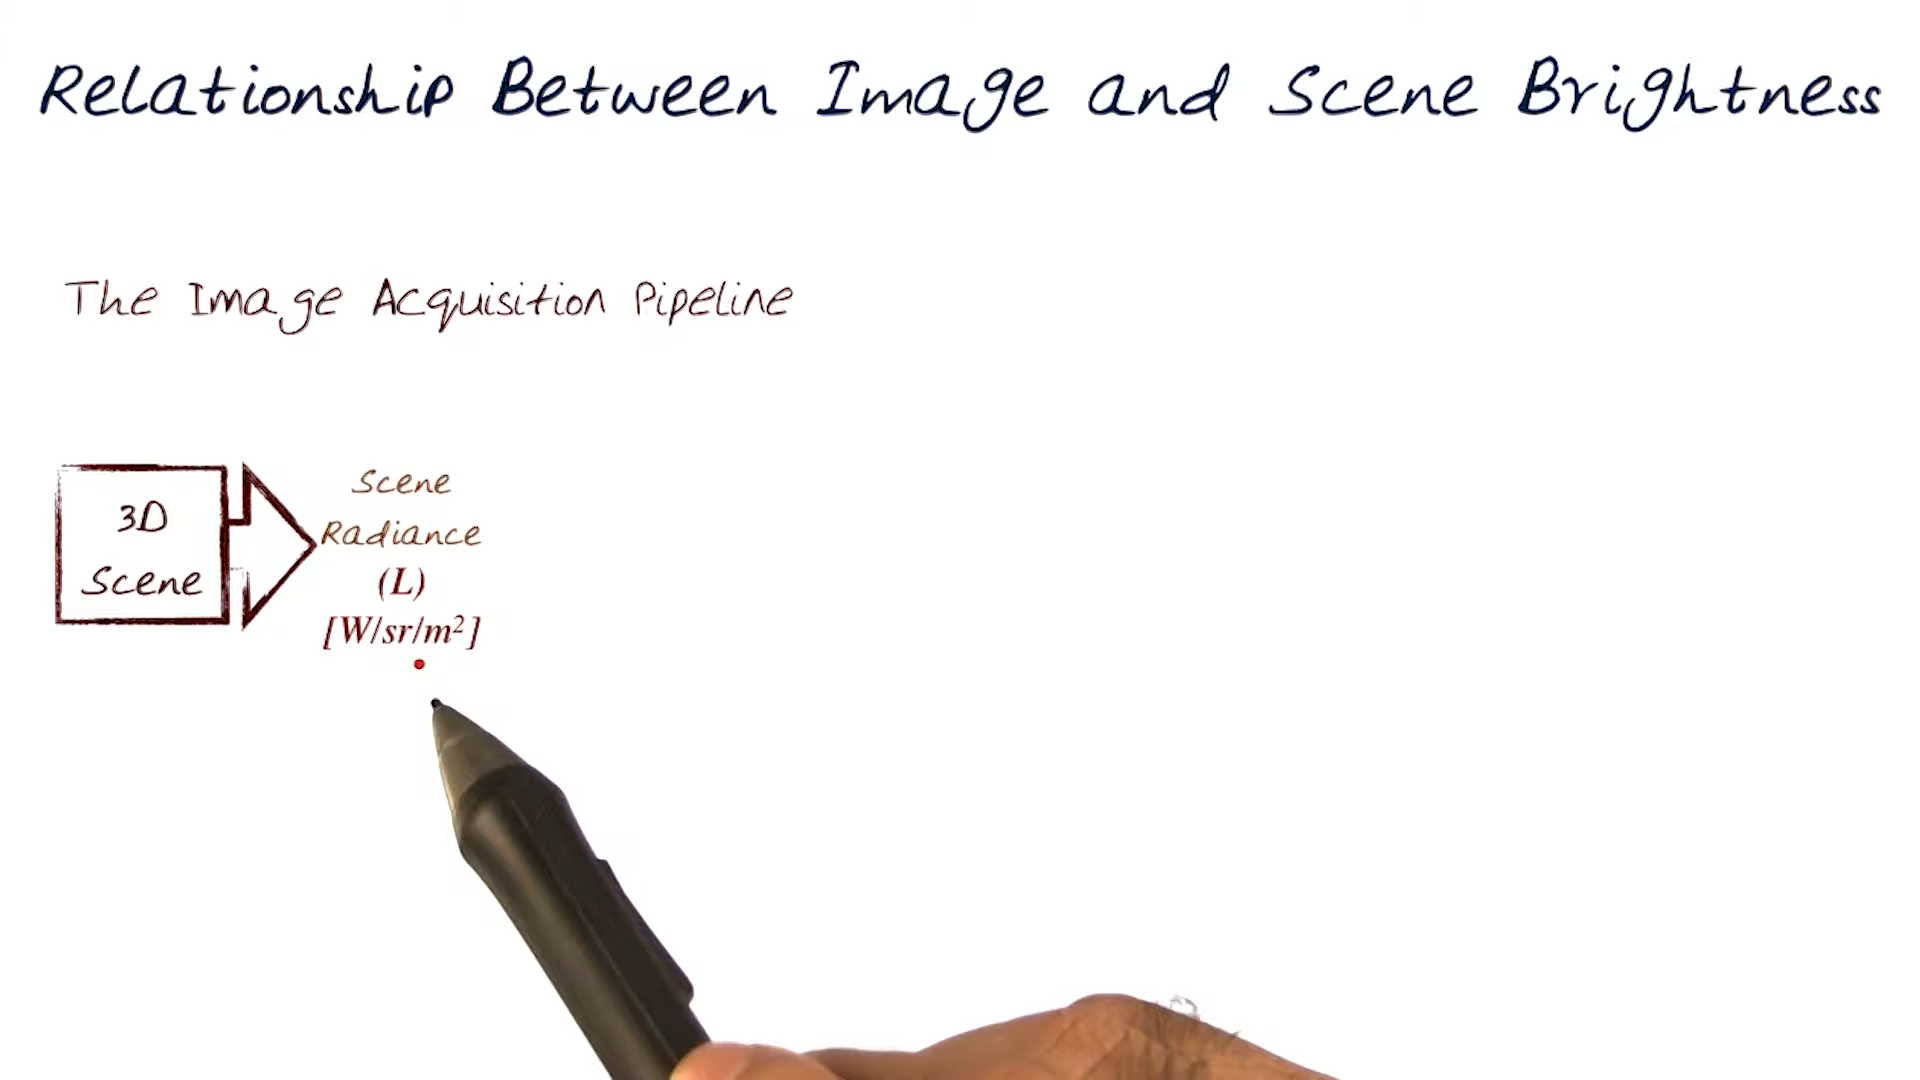 Relationship Between Image and Scene Brightness
The Image Acquisition Pipeline
3D
Scene
Scene
Radiance
(L)
[W/sr/m²]